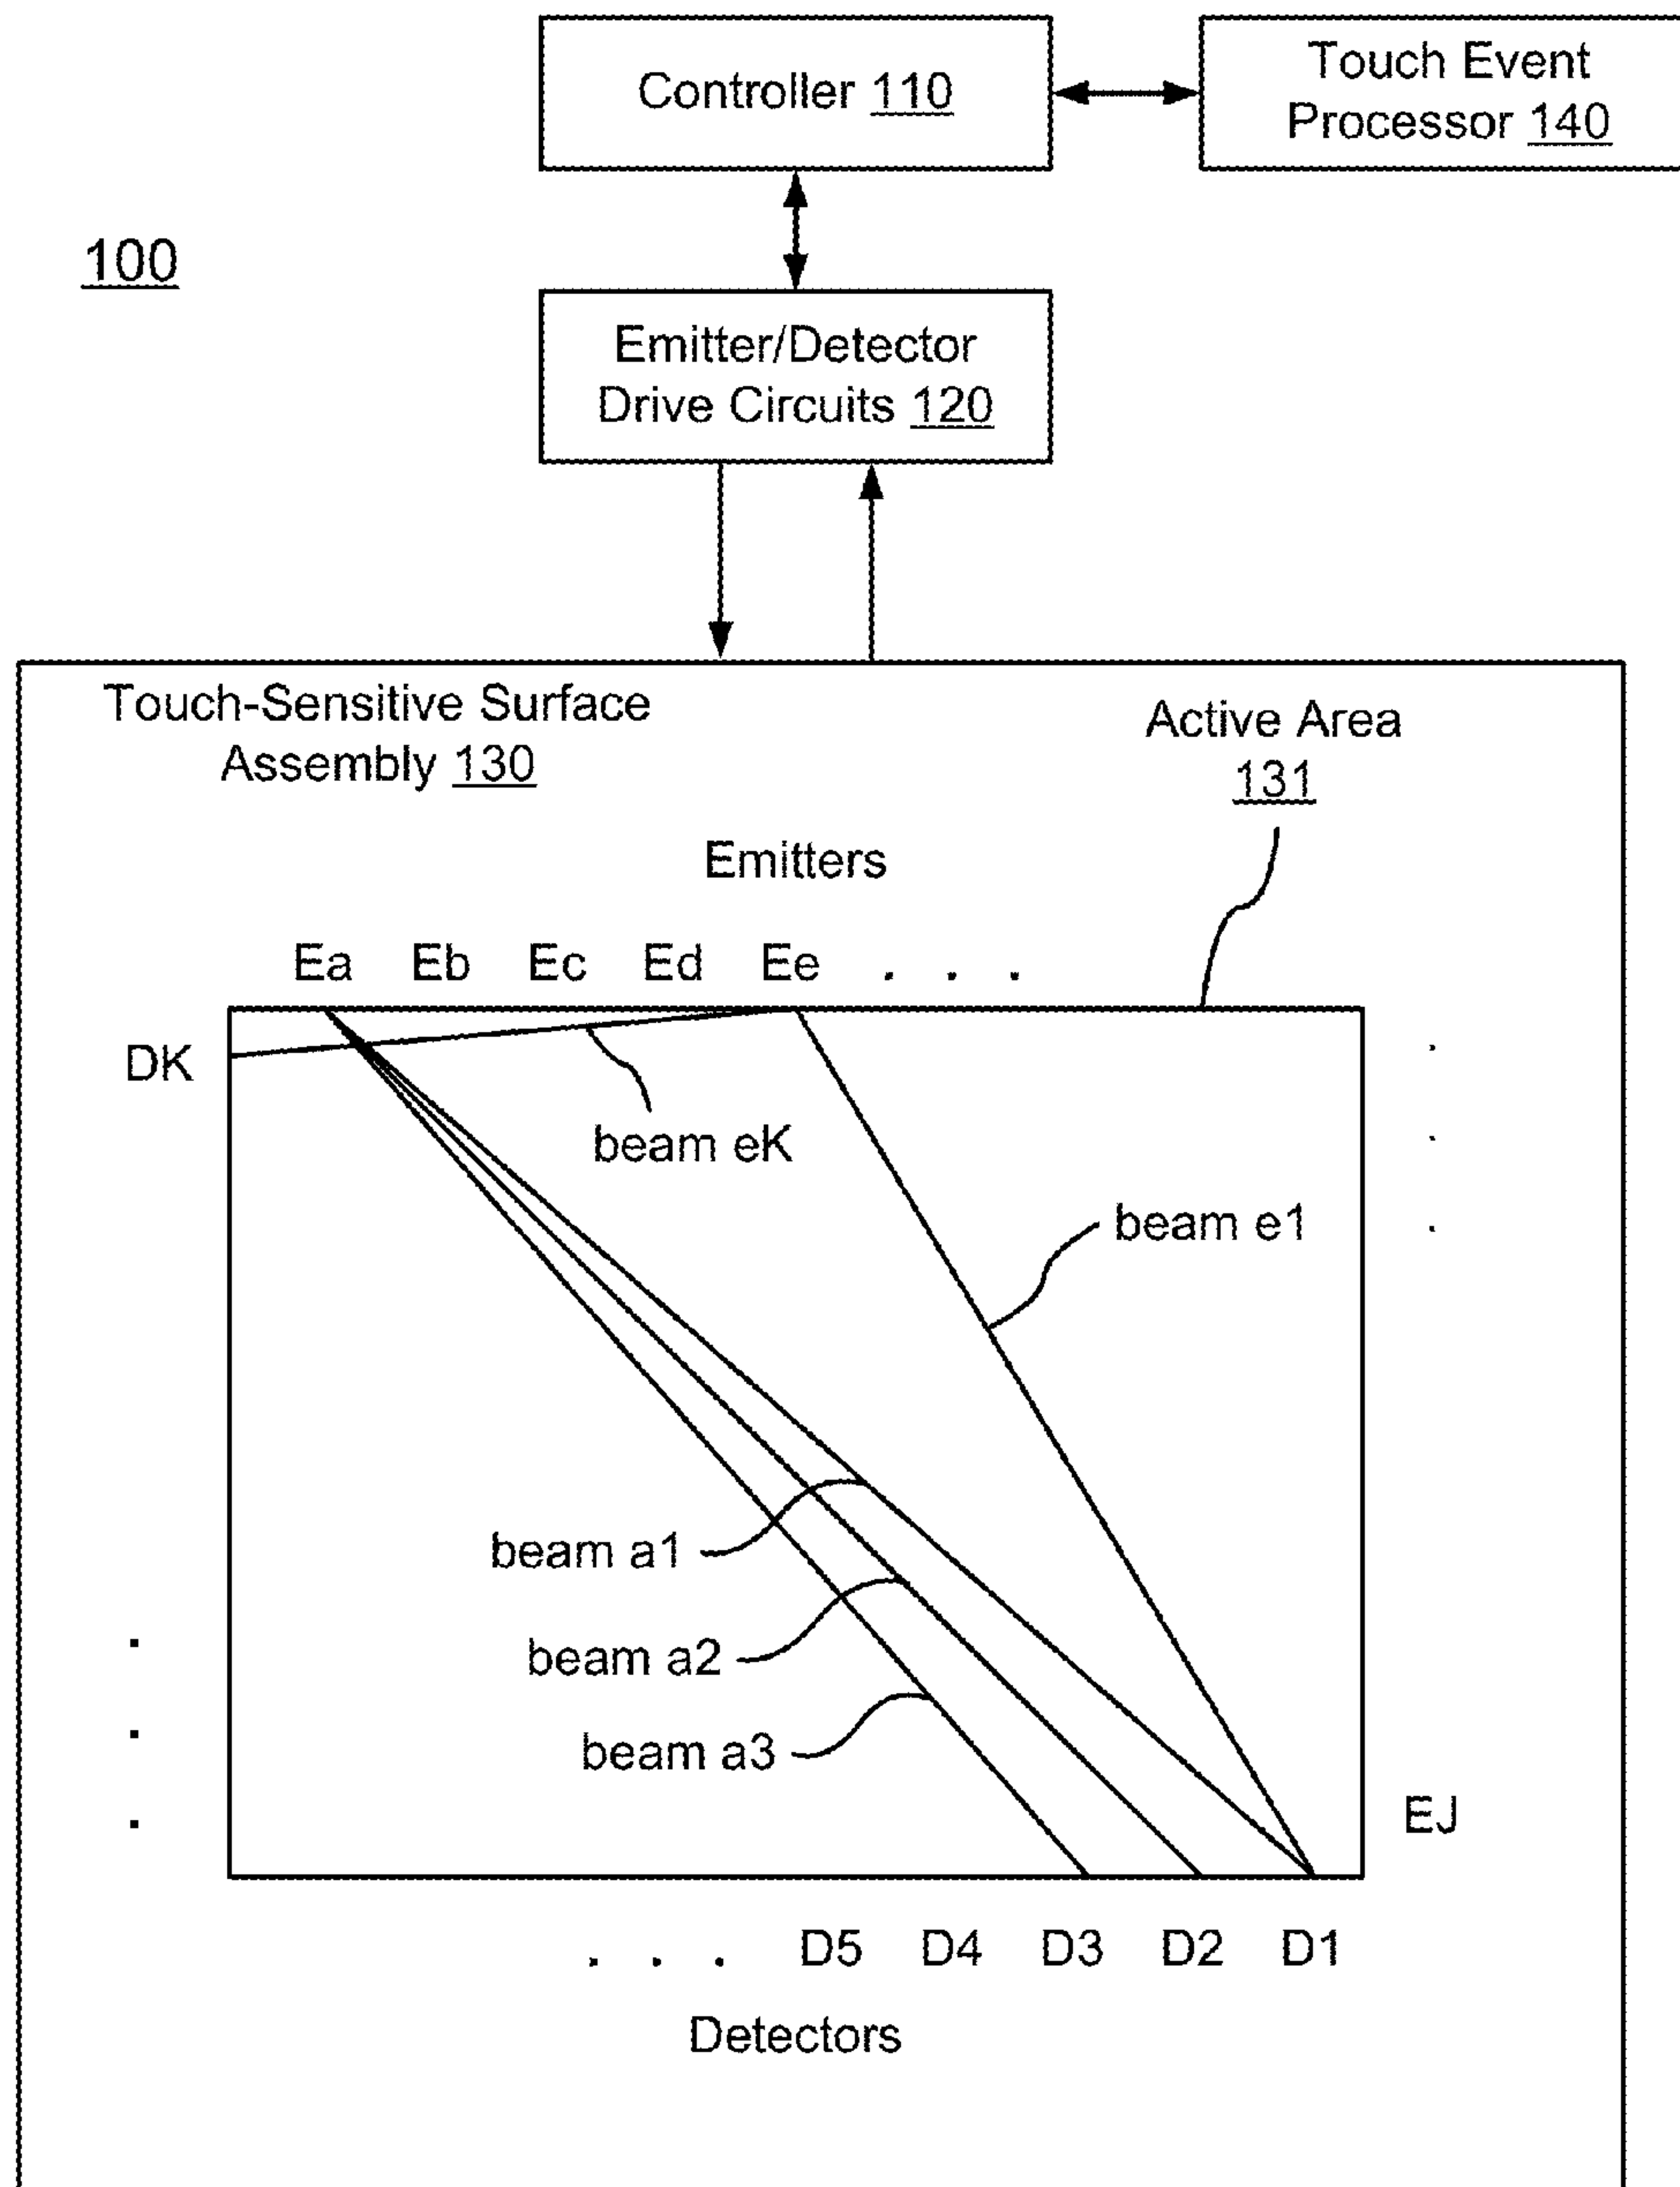 Controller 110
Touch Event
Processor 140
100
Emitter/Detector
Drive Circuits 120
Touch-Sensitive Surface
Assembly 130
Active Area
131
Emitters
Ea Eb Ec Ed Ee . . .
DK
beam eK
beam e1
beam a1
beam a2
beam a3
EJ
. . . D5 D4 D3 D2 D1
Detectors